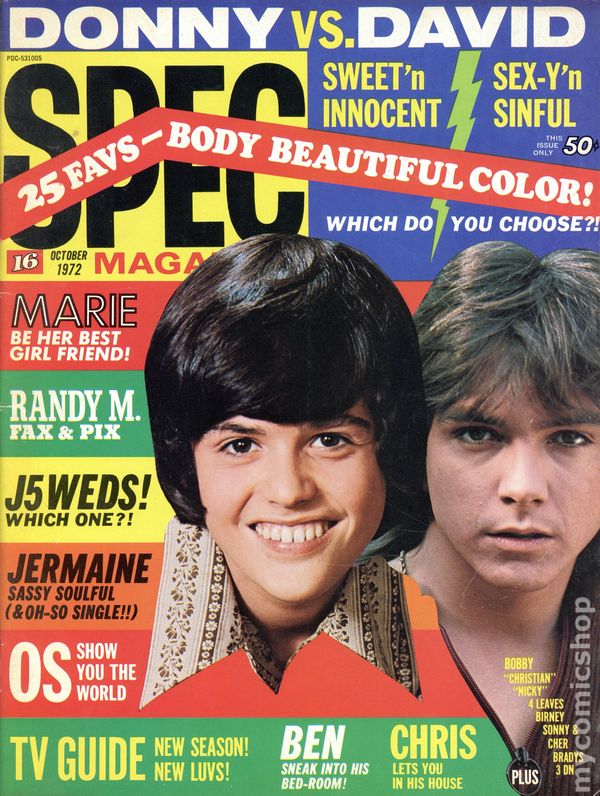 DONNY VS. DAVID
PDC-531005
SPEC
SWEET'n
INNOCENT
SEX-Y'n
SINFUL
THIS
ISSUE
ONLY
50¢
25 FAVS—BODY BEAUTIFUL COLOR!
WHICH DO YOU CHOOSE?!
16
OCTOBER
1972
MAGA
MARIE
BE HER BEST
GIRL FRIEND!
RANDY M.
FAX & PIX
J5 WEDS!
WHICH ONE?!
JERMAINE
SASSY SOULFUL
(& OH-SO SINGLE!!)
OS SHOW
YOU THE
WORLD
TV GUIDE
NEW SEASON!
NEW LUVS!
BEN
SNEAK INTO HIS
BED-ROOM!
CHRIS
LETS YOU
IN HIS HOUSE
PLUS
BOBBY
"CHRISTIAN"
"NICKY"
4 LEAVES
BIRNEY
SONNY &
CHER
BRADYS
3 DN
mycomicshop